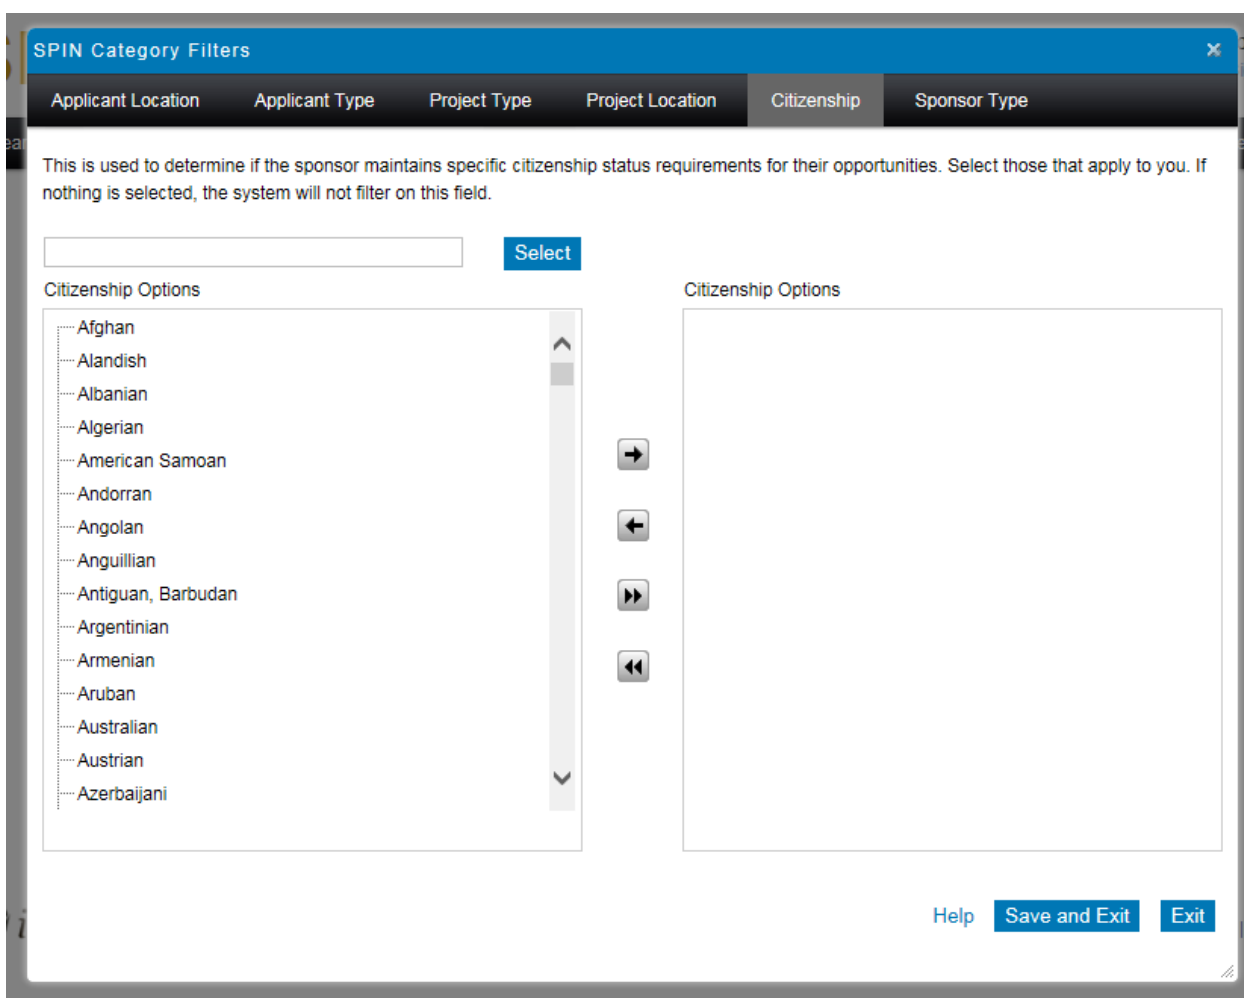 SPIN Category Filters
Applicant Location Applicant Type Project Type Project Location Citizenship Sponsor Type
This is used to determine if the sponsor maintains specific citizenship status requirements for their opportunities. Select those that apply to you. If
nothing is selected, the system will not filter on this field.
Select
Citizenship Options
Citizenship Options
Afghan
Alandish
Albanian
Algerian
American Samoan
Andorran
Angolan
Anguillian
Antiguan, Barbudan
Argentinian
Armenian
Aruban
Australian
Austrian
Azerbaijani
Help Save and Exit Exit